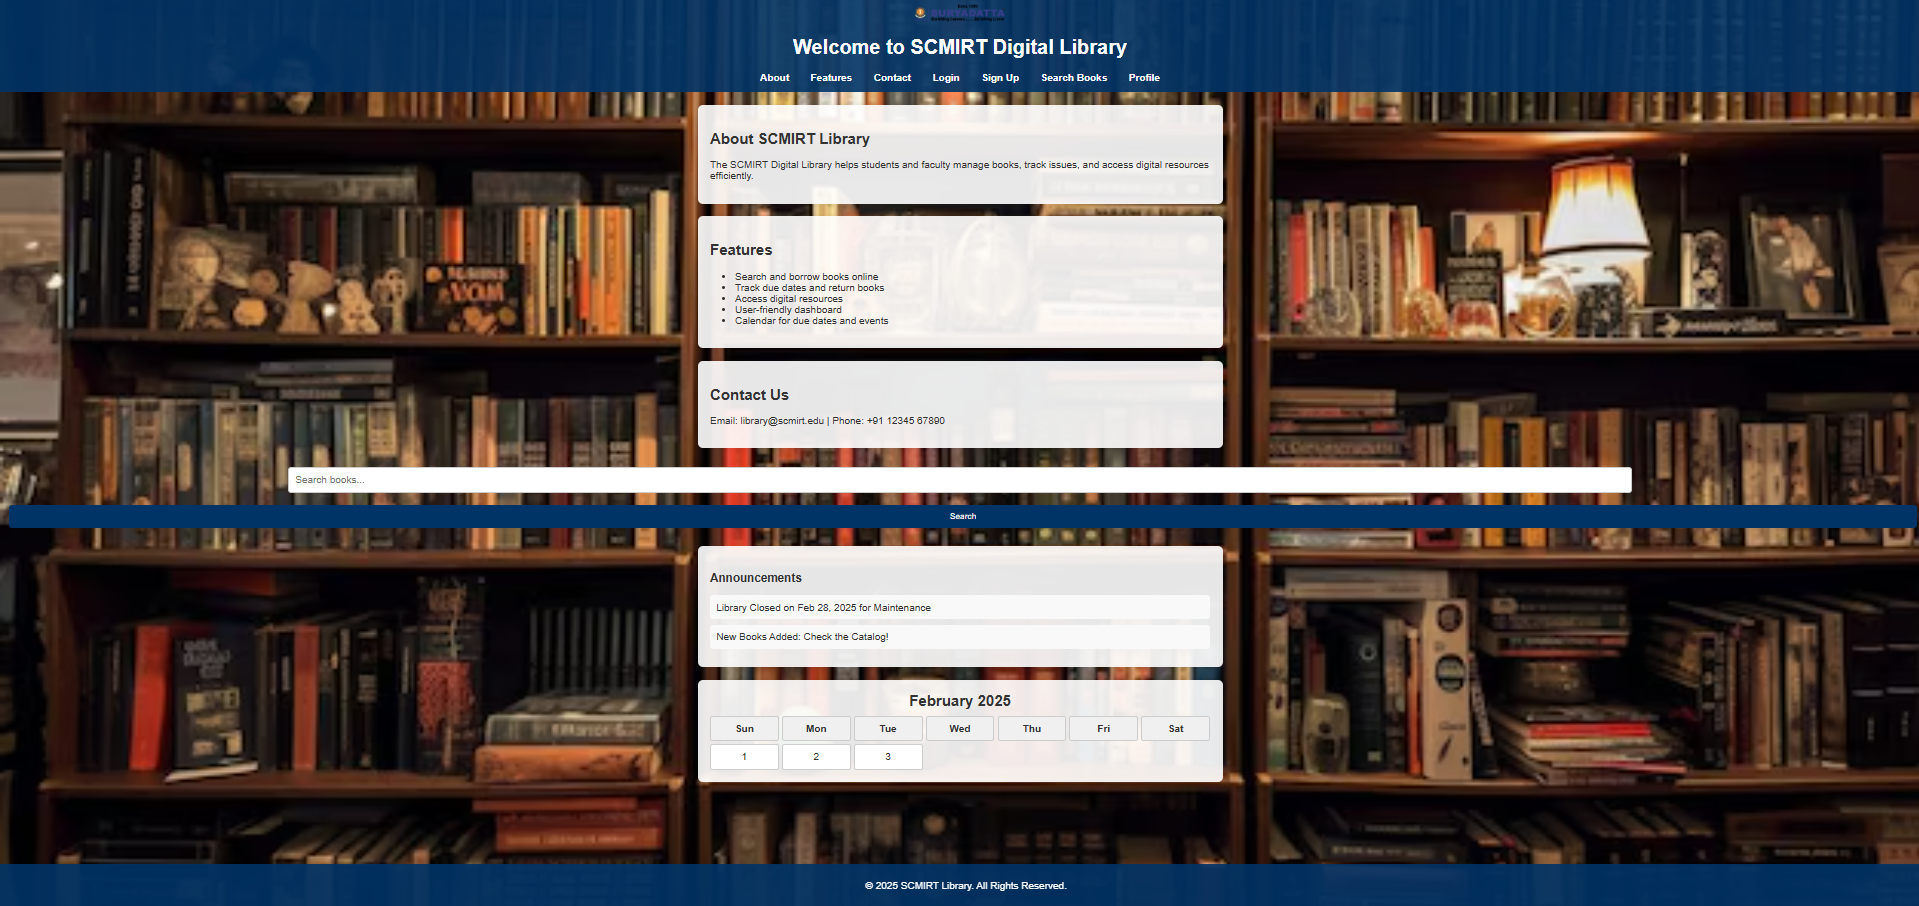 SURYADATTA
Welcome to SCMIRT Digital Library
About Features Contact Login Sign Up Search Books Profile
About SCMIRT Library
The SCMIRT Digital Library helps students and faculty manage books, track issues, and access digital resources
efficiently.
Features
• Search and borrow books online
• Track due dates and return books
• Access digital resources
• User-friendly dashboard
• Calendar for due dates and events
Contact Us
Email: library@scmirt.edu | Phone: +91 12345 67890
Search books...
Search
Announcements
Library Closed on Feb 28, 2025 for Maintenance
New Books Added: Check the Catalog!
February 2025
Sun Mon Tue Wed Thu Fri Sat
1 2 3
© 2025 SCMIRT Library. All Rights Reserved.